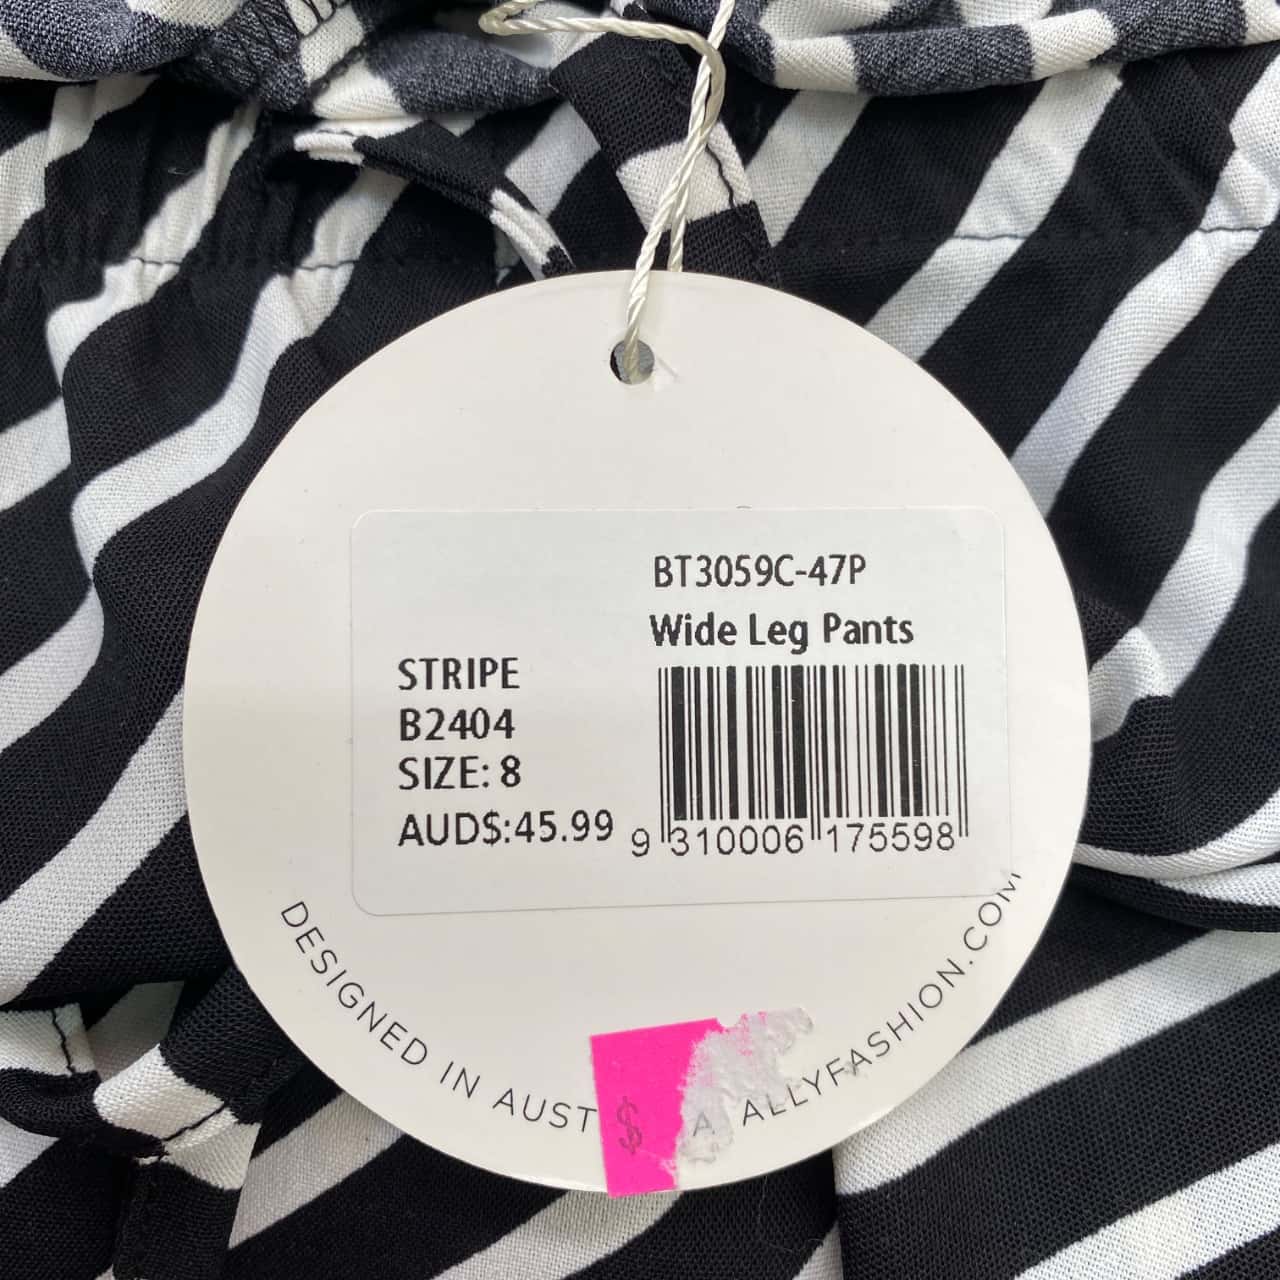 BT3059C-47P
Wide Leg Pants
STRIPE
B2404
SIZE: 8
AUD$:45.99
9 310006 175598
DESIGNED IN AUST
$
A
ALLYFASHION.COM